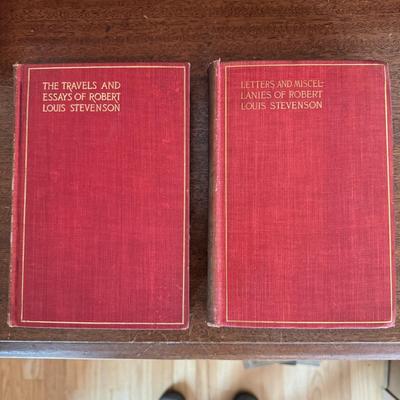 THE TRAVELS AND
ESSAYS OF ROBERT
LOUIS STEVENSON
LETTERS AND MISCEL-
LANIES OF ROBERT
LOUIS STEVENSON